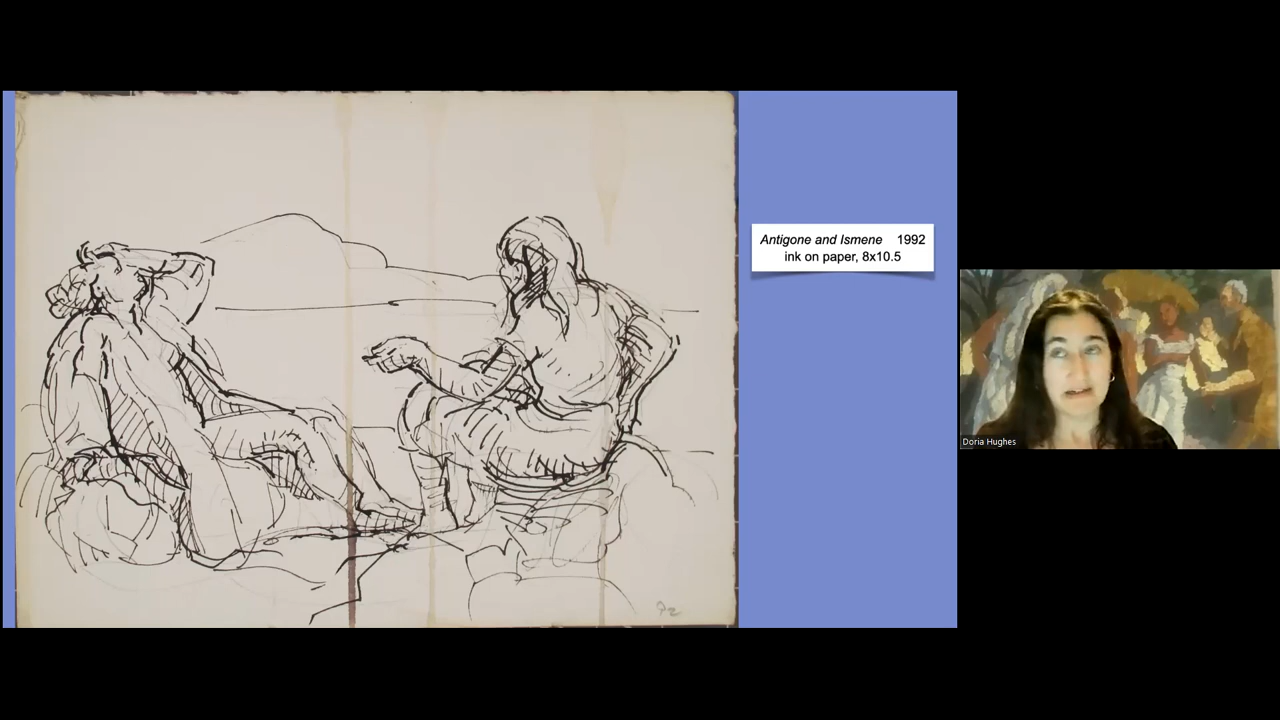 Antigone and Ismene 1992
ink on paper, 8x10.5
Doria Hughes